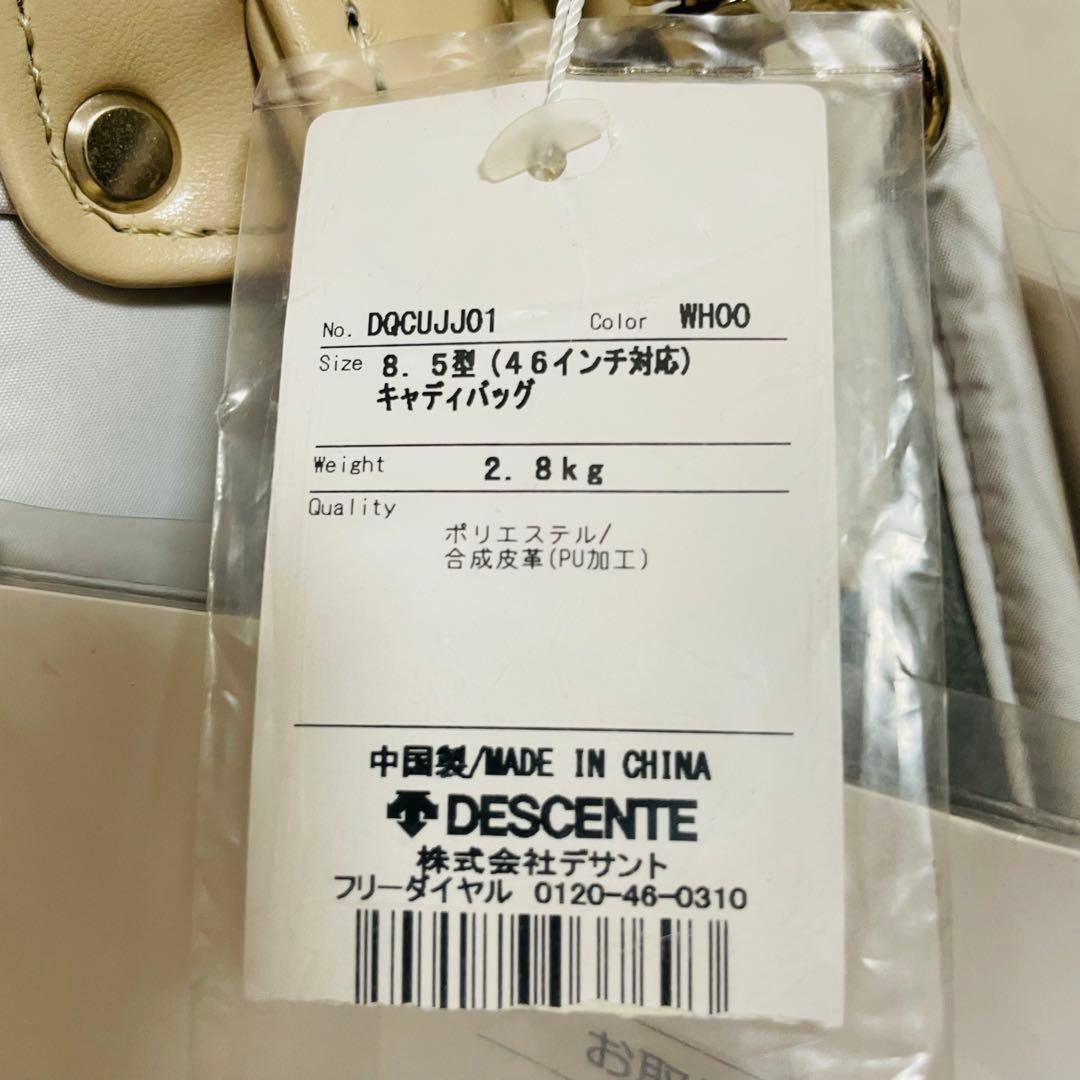 No. DQCUJJ01 Color WH00
Size 8.5型(46インチ対応)
キャディバッグ
Weight 2.8kg
Quality
ポリエステル/
合成皮革(PU加工)
中国製/MADE IN CHINA
DESCENTE
株式会社デサント
フリーダイヤル 0120-46-0310